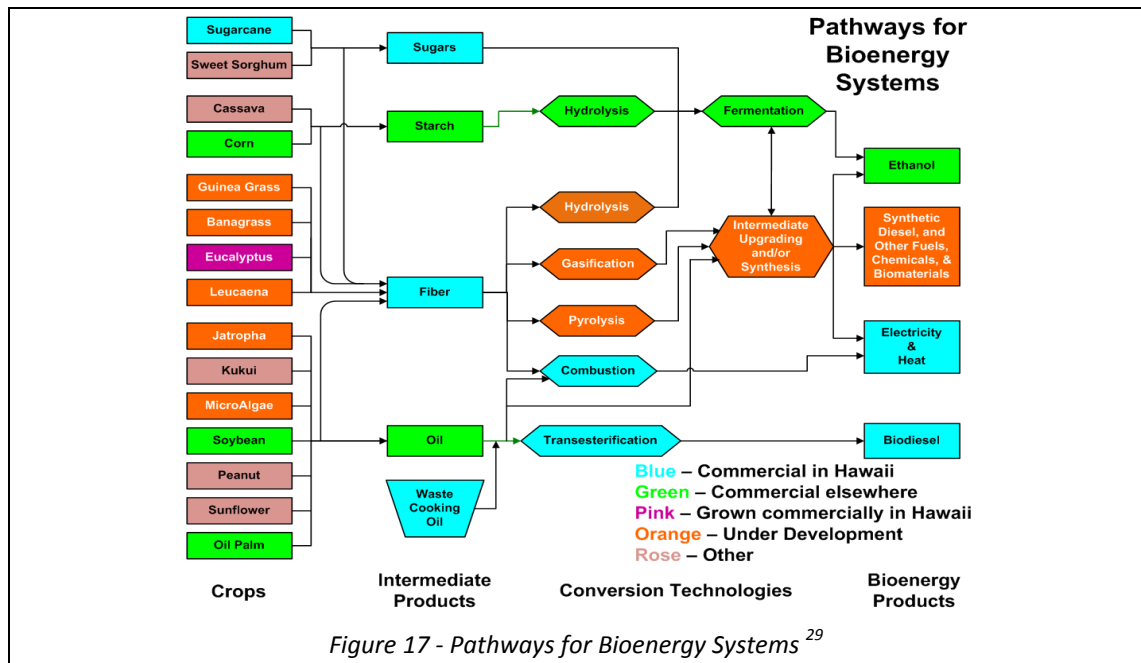 Pathways for
Bioenergy
Systems
Sugarcane
Sweet Sorghum
Cassava
Corn
Guinea Grass
Banagrass
Eucalyptus
Leucaena
Jatropha
Kukui
MicroAlgae
Soybean
Peanut
Sunflower
Oil Palm
Crops
Sugars
Starch
Fiber
Oil
Waste
Cooking
Oil
Intermediate
Products
Hydrolysis
Fermentation
Hydrolysis
Gasification
Pyrolysis
Combustion
Transesterification
Intermediate
Upgrading
and/or
Synthesis
Conversion Technologies
Ethanol
Synthetic
Diesel, and
Other Fuels,
Chemicals, &
Biomaterials
Electricity
&
Heat
Biodiesel
Bioenergy
Products
Blue – Commercial in Hawaii
Green – Commercial elsewhere
Pink – Grown commercially in Hawaii
Orange – Under Development
Rose – Other
Figure 17 - Pathways for Bioenergy Systems 29